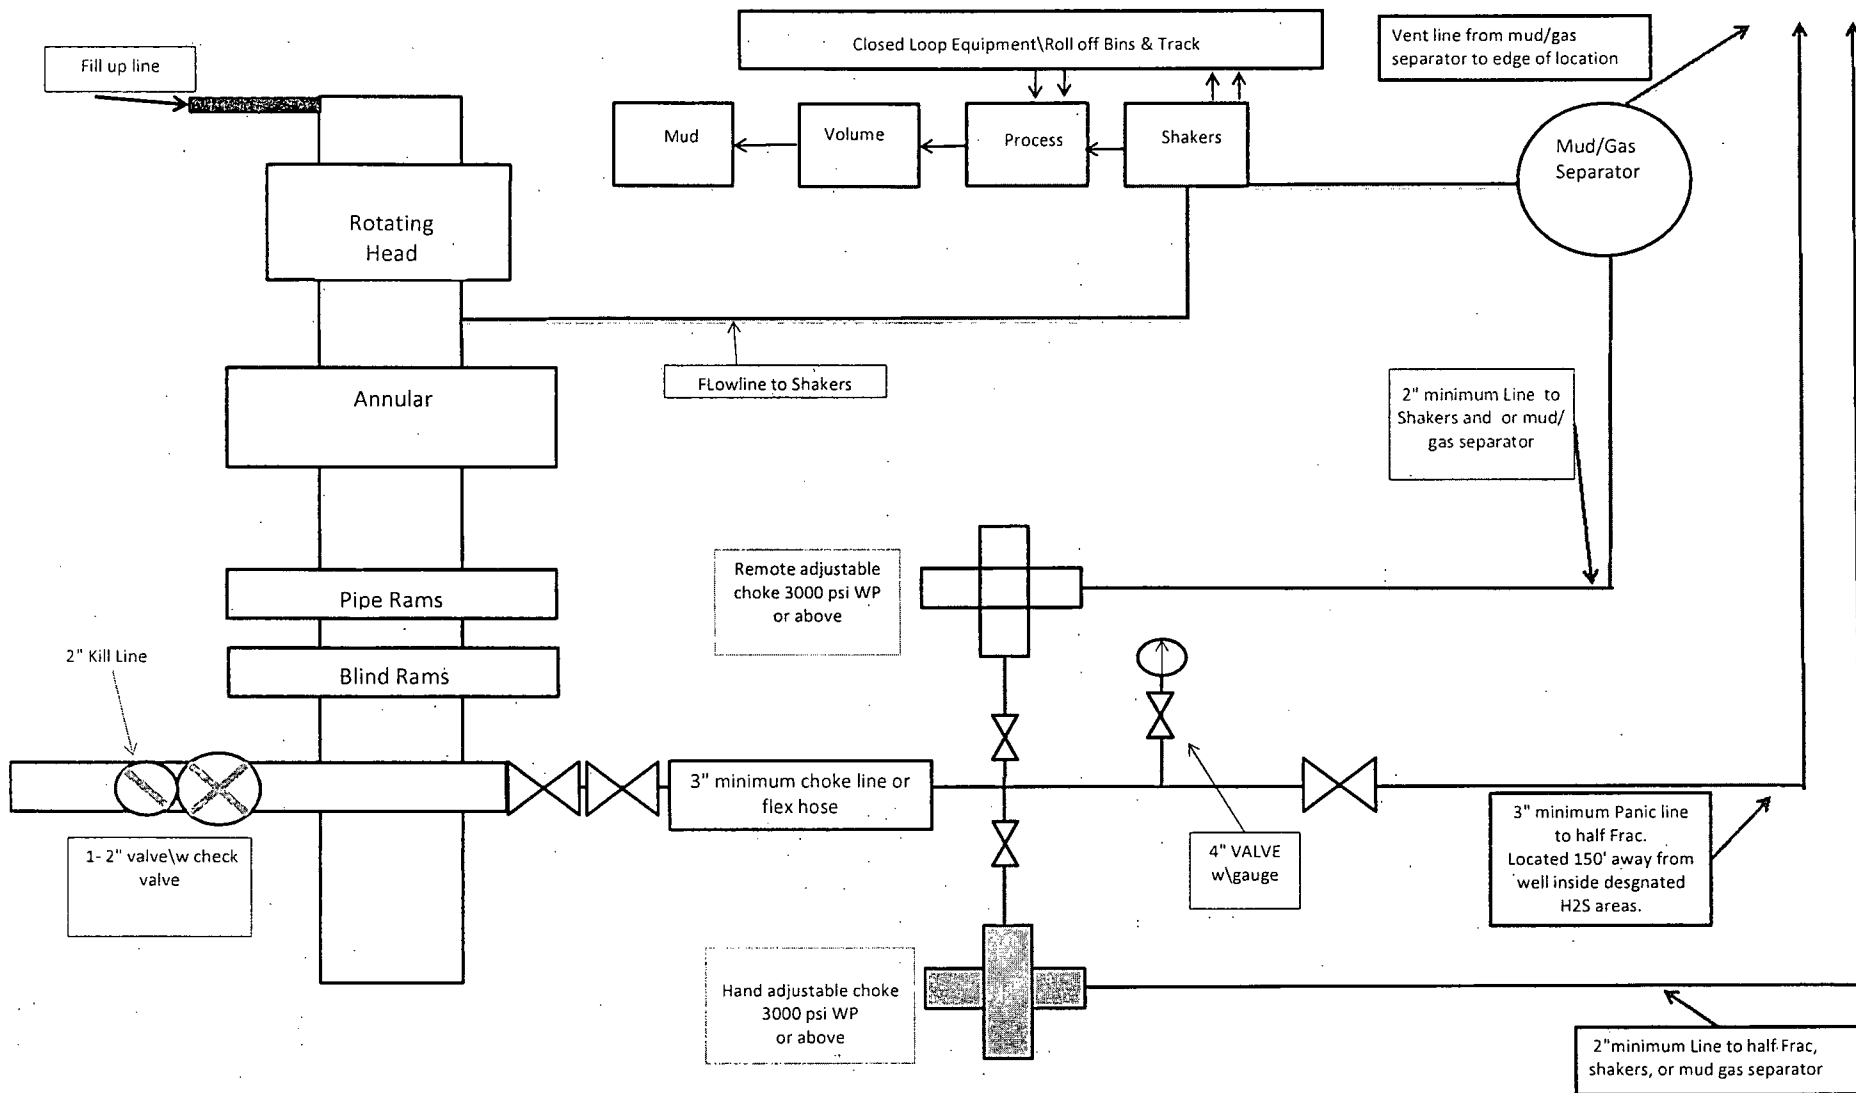 Closed Loop Equipment\Roll off Bins & Track
Vent line from mud/gas
separator to edge of location
Fill up line
Mud
Volume
Process
Shakers
Mud/Gas
Separator
Rotating
Head
FLowline to Shakers
Annular
2" minimum Line to
Shakers and or mud/
gas separator
Remote adjustable
choke 3000 psi WP
or above
Pipe Rams
2" Kill Line
Blind Rams
3" minimum choke line or
flex hose
1- 2" valve\w check
valve
4" VALVE
w\gauge
3" minimum Panic line
to half Frac.
Located 150' away from
well inside desgnated
H2S areas.
Hand adjustable choke
3000 psi WP
or above
2"minimum Line to half Frac,
shakers, or mud gas separator